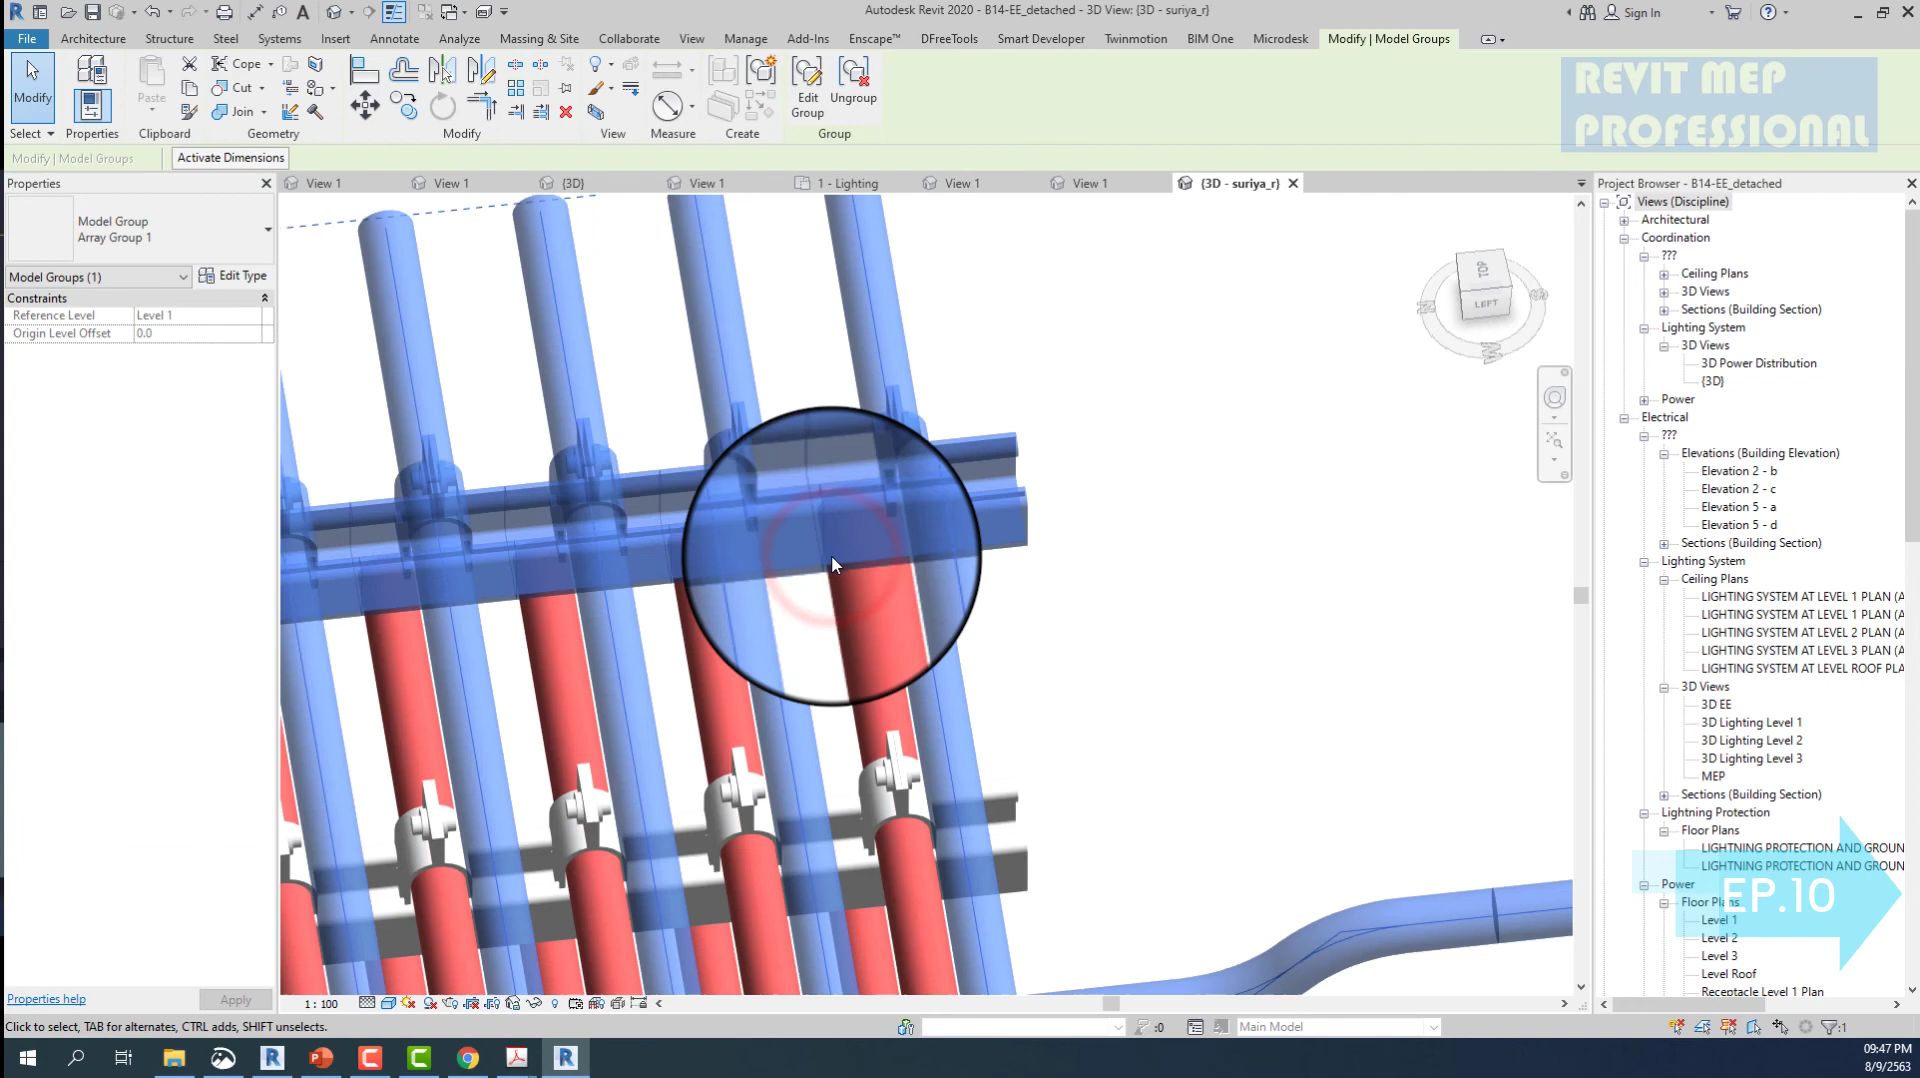 Autodesk Revit 2020 - B14-EE_detached - 3D View: {3D - suriya_r}
Sign In
File Architecture Structure Steel Systems Insert Annotate Analyze Massing & Site Collaborate View Manage Add-Ins Enscape™ DFreeTools Smart Developer Twinmotion BIM One Microdesk Modify | Model Groups
REVIT MEP
PROFESSIONAL
Modify
Paste
Cope
Cut
Join
Edit
Group
Ungroup
Select Properties Clipboard Geometry Modify View Measure Create Group
Modify | Model Groups
Activate Dimensions
Properties
View 1 View 1 {3D} View 1 1 - Lighting View 1 View 1 {3D - suriya_r}
Project Browser - B14-EE_detached
Model Group
Array Group 1
Model Groups (1)
Edit Type
Constraints
Reference Level Level 1
Origin Level Offset 0.0
TOP
LEFT
Views (Discipline)
Architectural
Coordination
???
Ceiling Plans
3D Views
Sections (Building Section)
Lighting System
3D Views
3D Power Distribution
{3D}
Power
Electrical
???
Elevations (Building Elevation)
Elevation 2 - b
Elevation 2 - c
Elevation 5 - a
Elevation 5 - d
Sections (Building Section)
Lighting System
Ceiling Plans
LIGHTING SYSTEM AT LEVEL 1 PLAN (A
LIGHTING SYSTEM AT LEVEL 1 PLAN (A
LIGHTING SYSTEM AT LEVEL 2 PLAN (A
LIGHTING SYSTEM AT LEVEL 3 PLAN (A
LIGHTING SYSTEM AT LEVEL ROOF PLA
3D Views
3D EE
3D Lighting Level 1
3D Lighting Level 2
3D Lighting Level 3
MEP
Sections (Building Section)
Lightning Protection
Floor Plans
LIGHTNING PROTECTION AND GROUN
LIGHTNING PROTECTION AND GROUN
Power
Floor Plans
EP.10
Level 1
Level 2
Level 3
Level Roof
Receptacle Level 1 Plan
Properties help
Apply
1 : 100
Click to select, TAB for alternates, CTRL adds, SHIFT unselects.
:0
Main Model
:1
09:47 PM
8/9/2563